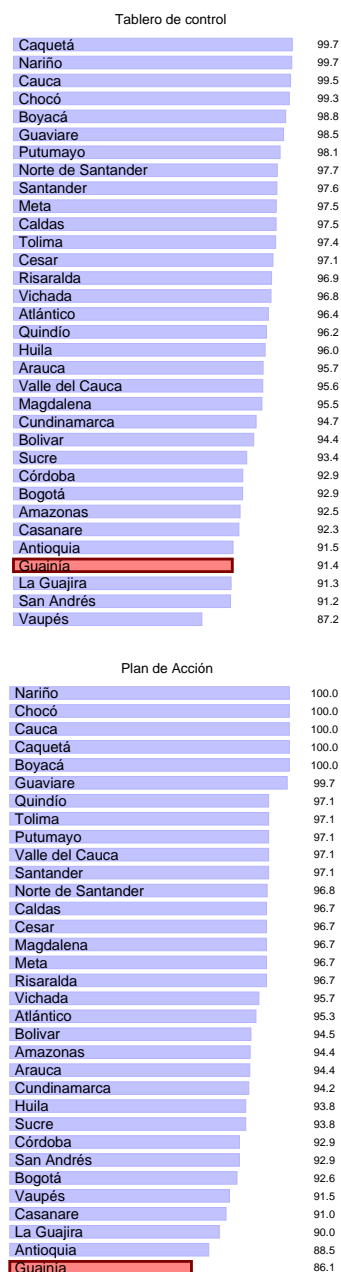 Tablero de control
Caquetá 99.7
Nariño 99.7
Cauca 99.5
Chocó 99.3
Boyacá 98.8
Guaviare 98.5
Putumayo 98.1
Norte de Santander 97.7
Santander 97.6
Meta 97.5
Caldas 97.5
Tolima 97.4
Cesar 97.1
Risaralda 96.9
Vichada 96.8
Atlántico 96.4
Quindío 96.2
Huila 96.0
Arauca 95.7
Valle del Cauca 95.6
Magdalena 95.5
Cundinamarca 94.7
Bolivar 94.4
Sucre 93.4
Córdoba 92.9
Bogotá 92.9
Amazonas 92.5
Casanare 92.3
Antioquia 91.5
Guainía 91.4
La Guajira 91.3
San Andrés 91.2
Vaupés 87.2
Plan de Acción
Nariño 100.0
Chocó 100.0
Cauca 100.0
Caquetá 100.0
Boyacá 100.0
Guaviare 99.7
Quindío 97.1
Tolima 97.1
Putumayo 97.1
Valle del Cauca 97.1
Santander 97.1
Norte de Santander 96.8
Caldas 96.7
Cesar 96.7
Magdalena 96.7
Meta 96.7
Risaralda 96.7
Vichada 95.7
Atlántico 95.3
Bolivar 94.5
Amazonas 94.4
Arauca 94.4
Cundinamarca 94.2
Huila 93.8
Sucre 93.8
Córdoba 92.9
San Andrés 92.9
Bogotá 92.6
Vaupés 91.5
Casanare 91.0
La Guajira 90.0
Antioquia 88.5
Guainía 86.1